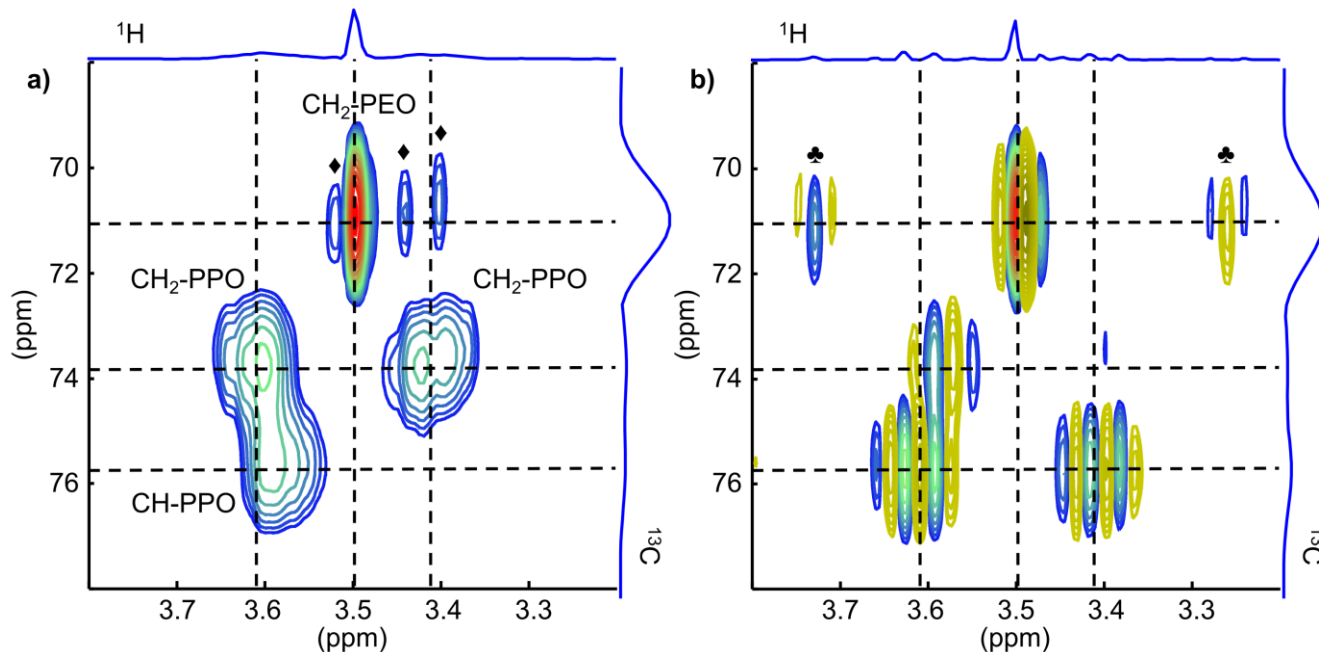 ¹H
a)
CH₂-PEO
♦ ♦ ♦
70
72
CH₂-PPO
CH₂-PPO
(ppm)
74
76
CH-PPO
¹³C
3.7 3.6 3.5 3.4 3.3
(ppm)
¹H
b)
♣ ♣
70
72
(ppm)
74
76
¹³C
3.7 3.6 3.5 3.4 3.3
(ppm)